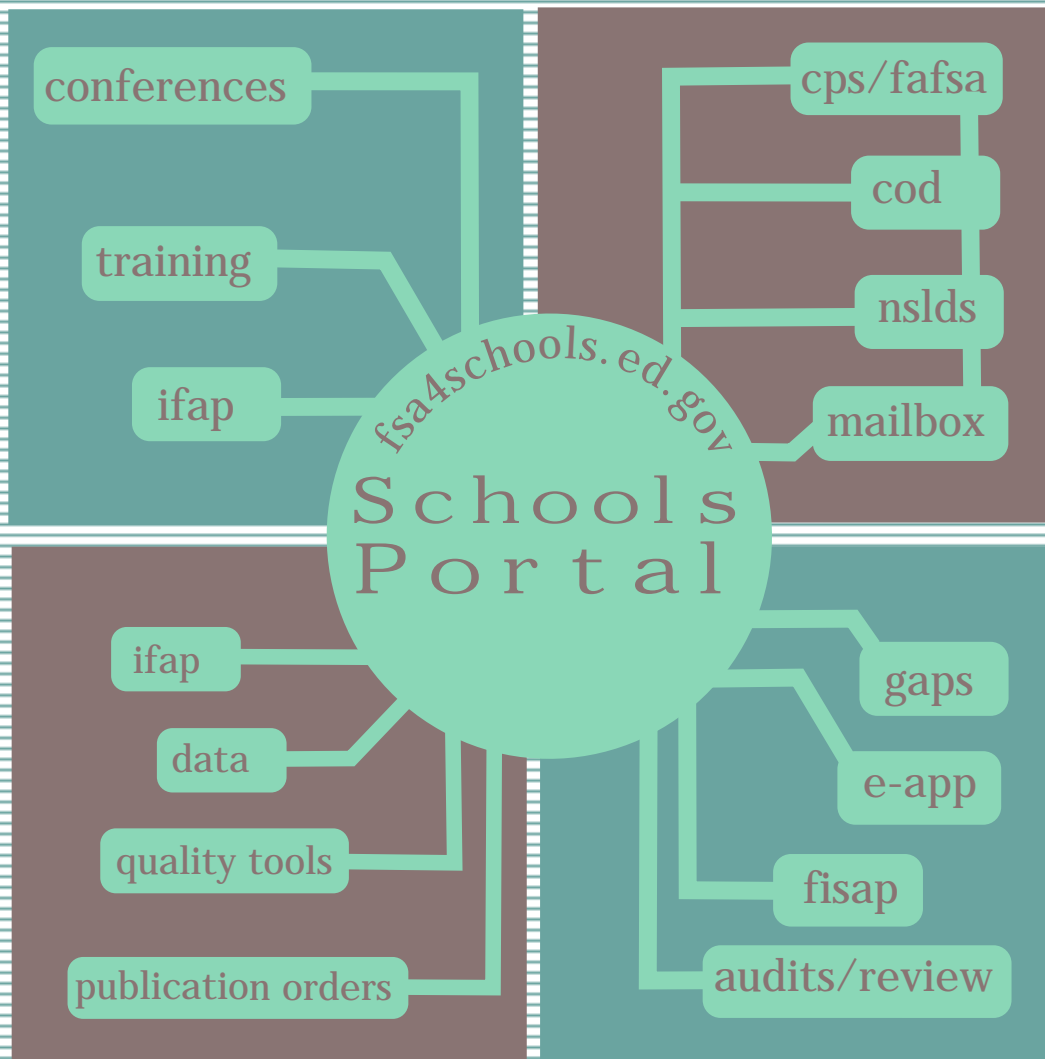 conferences
training
ifap
cps/fafsa
cod
nslds
mailbox
fsa4schools.ed.gov
Schools
Portal
ifap
data
quality tools
publication orders
gaps
e-app
fisap
audits/review